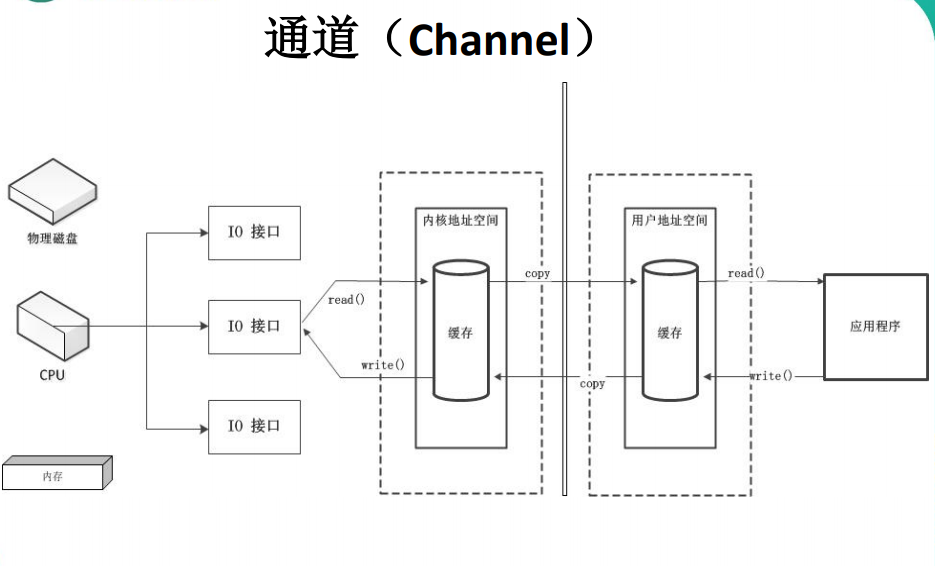 通道（Channel）
物理磁盘
CPU
内存
IO 接口
IO 接口
IO 接口
read()
write()
内核地址空间
缓存
copy
copy
用户地址空间
缓存
read()
write()
应用程序